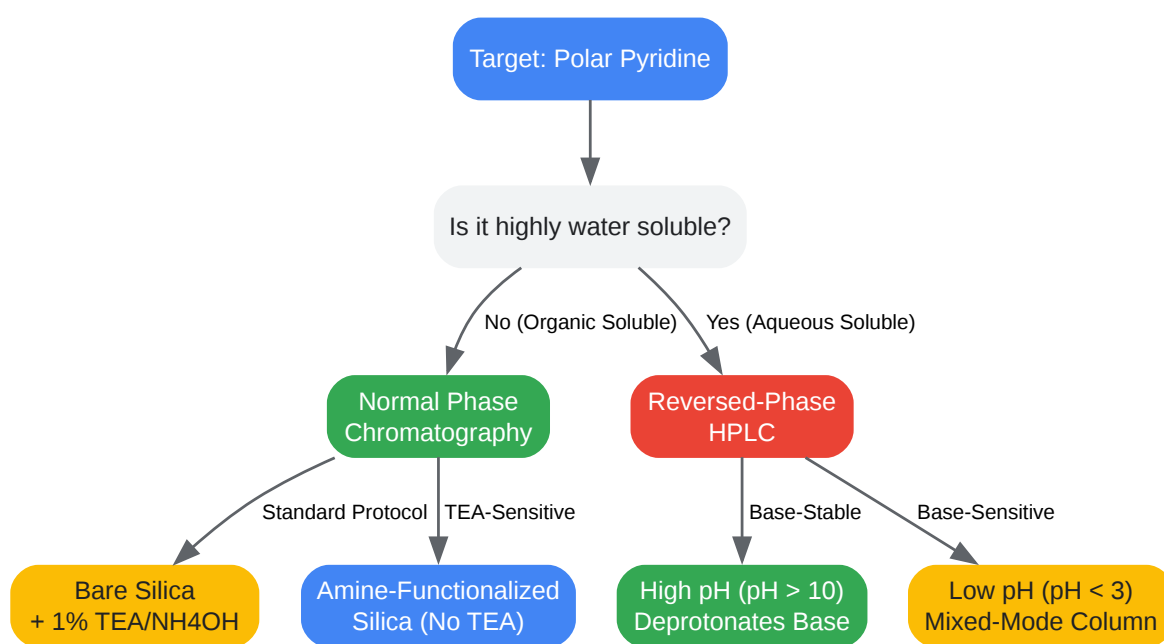 Target: Polar Pyridine
Is it highly water soluble?
No (Organic Soluble)
Yes (Aqueous Soluble)
Normal Phase
Chromatography
Reversed-Phase
HPLC
Standard Protocol
TEA-Sensitive
Base-Stable
Base-Sensitive
Bare Silica
+ 1% TEA/NH4OH
Amine-Functionalized
Silica (No TEA)
High pH (pH > 10)
Deprotonates Base
Low pH (pH < 3)
Mixed-Mode Column